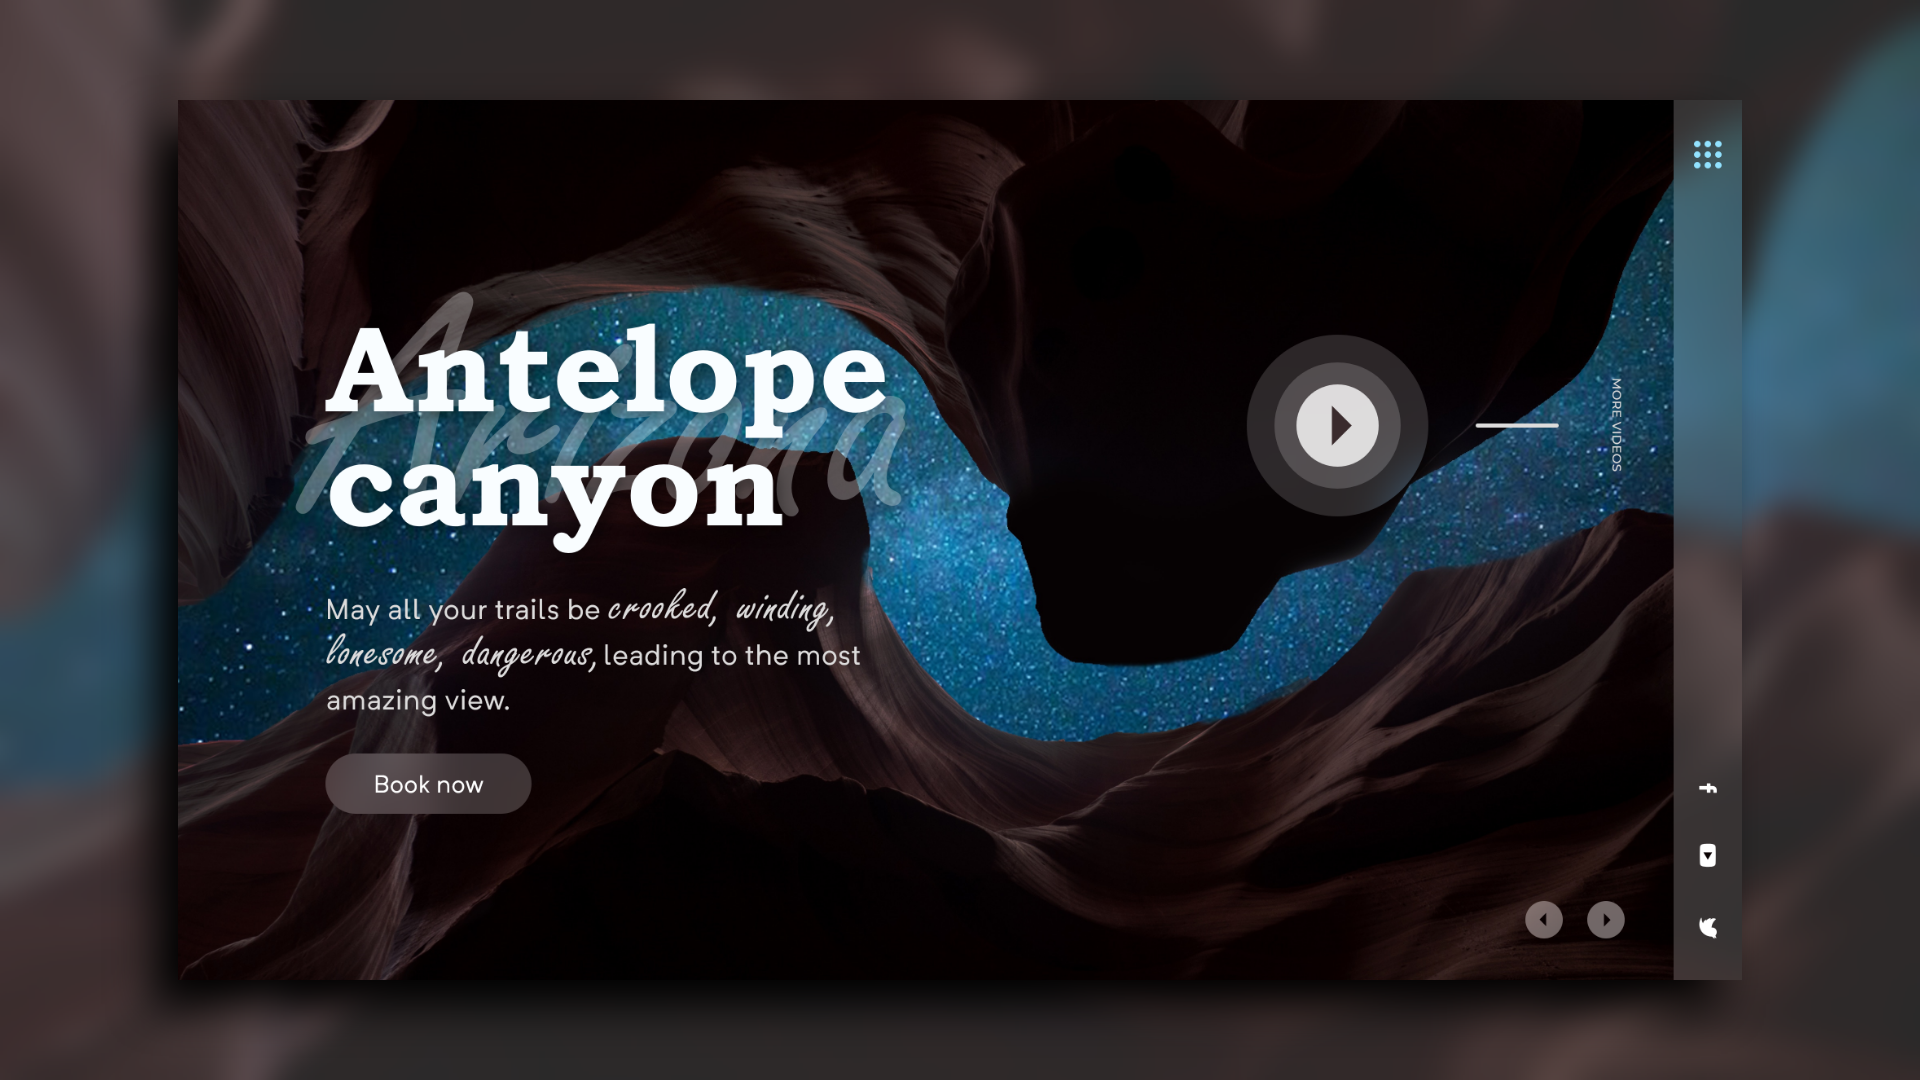 Arizona
Antelope
canyon
May all your trails be crooked, winding,
lonesome, dangerous, leading to the most
amazing view.
Book now
MORE VIDEOS